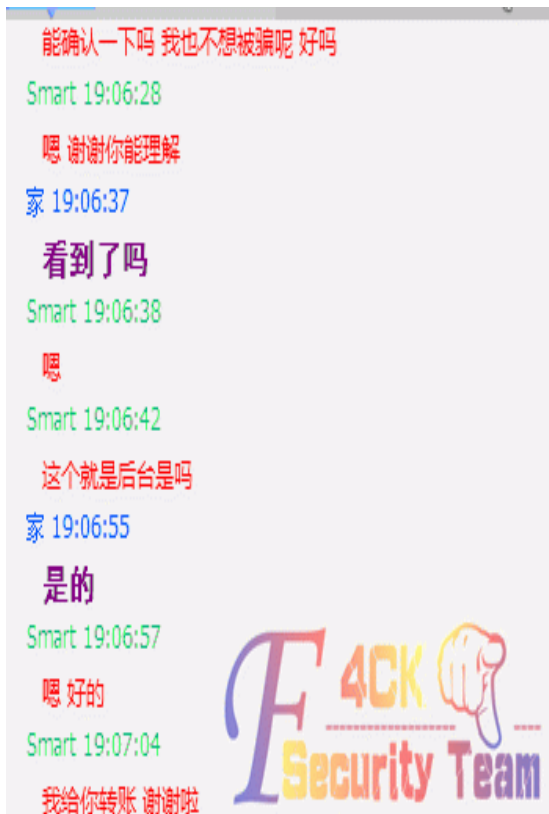 能确认一下吗 我也不想被骗呢 好吗
Smart 19:06:28
嗯 谢谢你能理解
家 19:06:37
看到了吗
Smart 19:06:38
嗯
Smart 19:06:42
这个就是后台是吗
家 19:06:55
是的
Smart 19:06:57
嗯 好的
Smart 19:07:04
我给你转账 谢谢啦
F4CK
Security Team